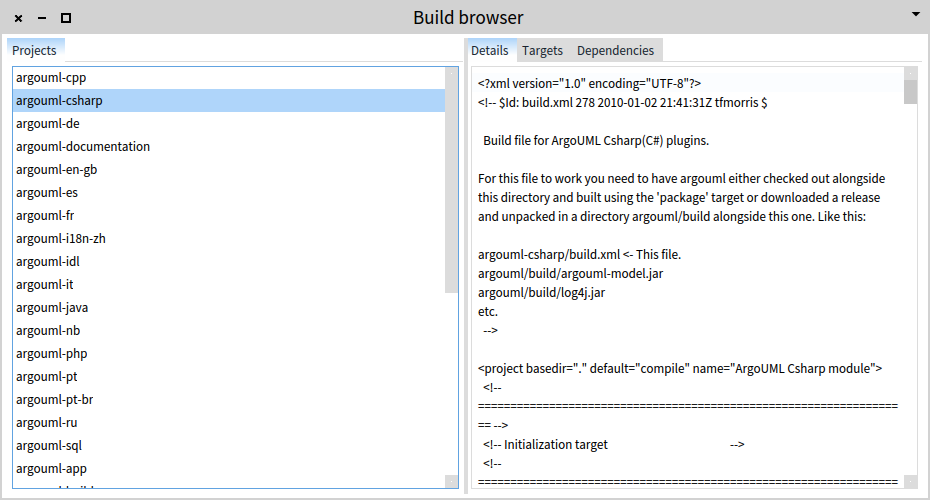 Build browser
Projects
argouml-cpp
argouml-csharp
argouml-de
argouml-documentation
argouml-en-gb
argouml-es
argouml-fr
argouml-i18n-zh
argouml-idl
argouml-it
argouml-java
argouml-nb
argouml-php
argouml-pt
argouml-pt-br
argouml-ru
argouml-sql
argouml-app
Details Targets Dependencies
<?xml version="1.0" encoding="UTF-8"?>
<!-- $Id: build.xml 278 2010-01-02 21:41:31Z tfmorris $
Build file for ArgoUML Csharp(C#) plugins.
For this file to work you need to have argouml either checked out alongside
this directory and built using the 'package' target or downloaded a release
and unpacked in a directory argouml/build alongside this one. Like this:
argouml-csharp/build.xml <- This file.
argouml/build/argouml-model.jar
argouml/build/log4j.jar
etc.
-->
<project basedir="." default="compile" name="ArgoUML Csharp module">
<!--
=================================================================
== -->
<!-- Initialization target -->
<!--
=================================================================